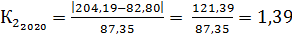 К₂₂₀₂₀ = |204,19−82,80| / 87,35 = 121,39 / 87,35 = 1,39